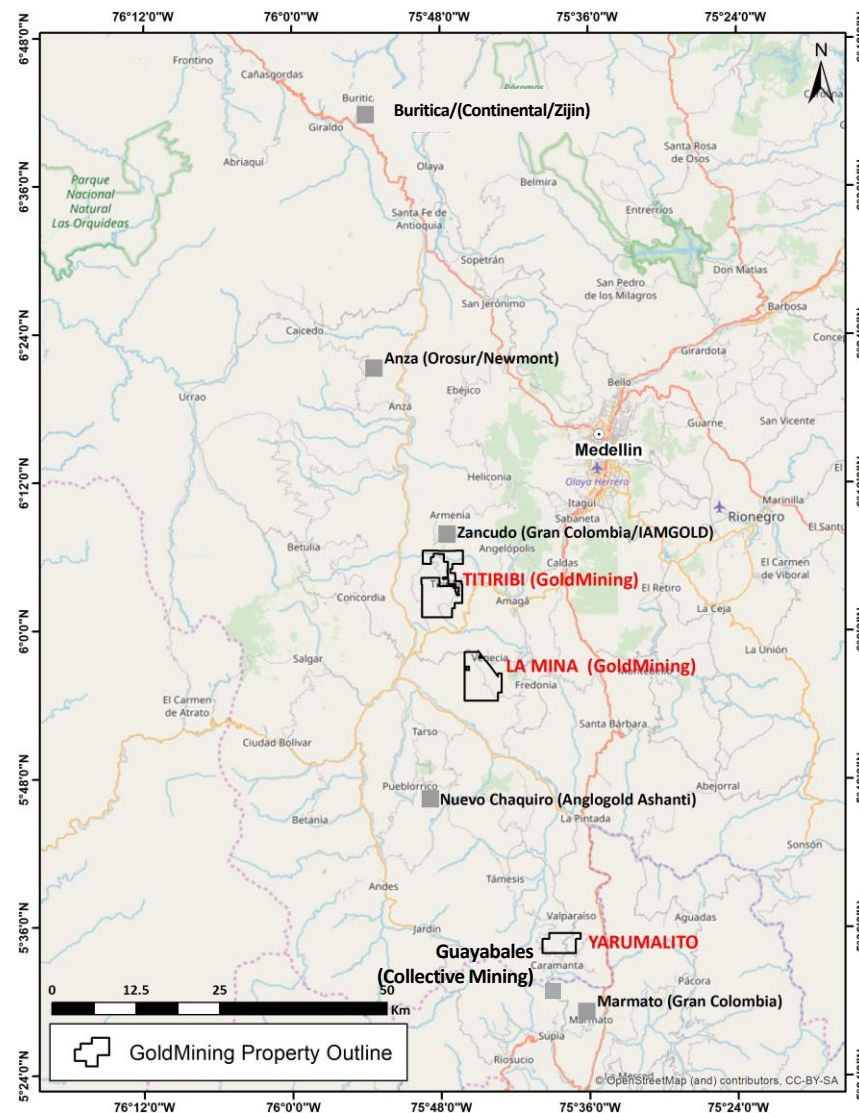 76°12'0"W 76°0'0"W 75°48'0"W 75°36'0"W 75°24'0"W
6°48'0"N
Frontino
Cañasgordas
N
Buriticá/(Continental/Zijin)
Giraldo
Abriaquí
Olaya
Santa Rosa
de Osos
Belmira
6°36'0"N
Parque
Nacional
Natural
Las Orquídeas
Santa Fe de
Antioquia
Entrerrios
Sopetrán
Don Matias
San Pedro
de los Milagros
San Jerónimo
Barbosa
6°24'0"N
Caicedo
Girardota
Anza (Orosur/Newmont)
Bello
Urrao
Ebéjico
Anzá
Guarne
San Vicente
Medellin
Heliconia
Olaya Herrera
6°12'0"N
Itagüí
Sabaneta
Marinilla
Rionegro
Armenia
Zancudo (Gran Colombia/IAMGOLD)
Betulia
Angelópolis
Caldas
El Carmen
de Viboral
TITIRIBI (GoldMining)
El Retiro
Concordia
Amagá
La Ceja
6°0'0"N
La Unión
Salgar
Venecia
LA MINA (GoldMining)
Fredonia
El Carmen
de Atrato
Santa Bárbara
Tarso
Ciudad Bolívar
5°48'0"N
Pueblorrico
Abejorral
Nuevo Chaquiro (Anglogold Ashanti)
Betania
La Pintada
Sonsón
Támesis
Andes
Valparaíso
Aguadas
5°36'0"N
Jardín
YARUMALITO
Guayabales
(Collective Mining)
Caramanta
Pácora
0 12.5 25 50
Km
Marmato (Gran Colombia)
Marmato
Supía
GoldMining Property Outline
Riosucio
5°24'0"N
© OpenStreetMap (and) contributors, CC-BY-SA
76°12'0"W 76°0'0"W 75°48'0"W 75°36'0"W 75°24'0"W